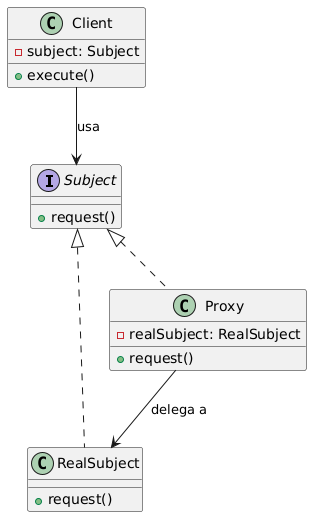 C Client
subject: Subject
execute()
usa
I Subject
request()
C Proxy
realSubject: RealSubject
request()
delega a
C RealSubject
request()